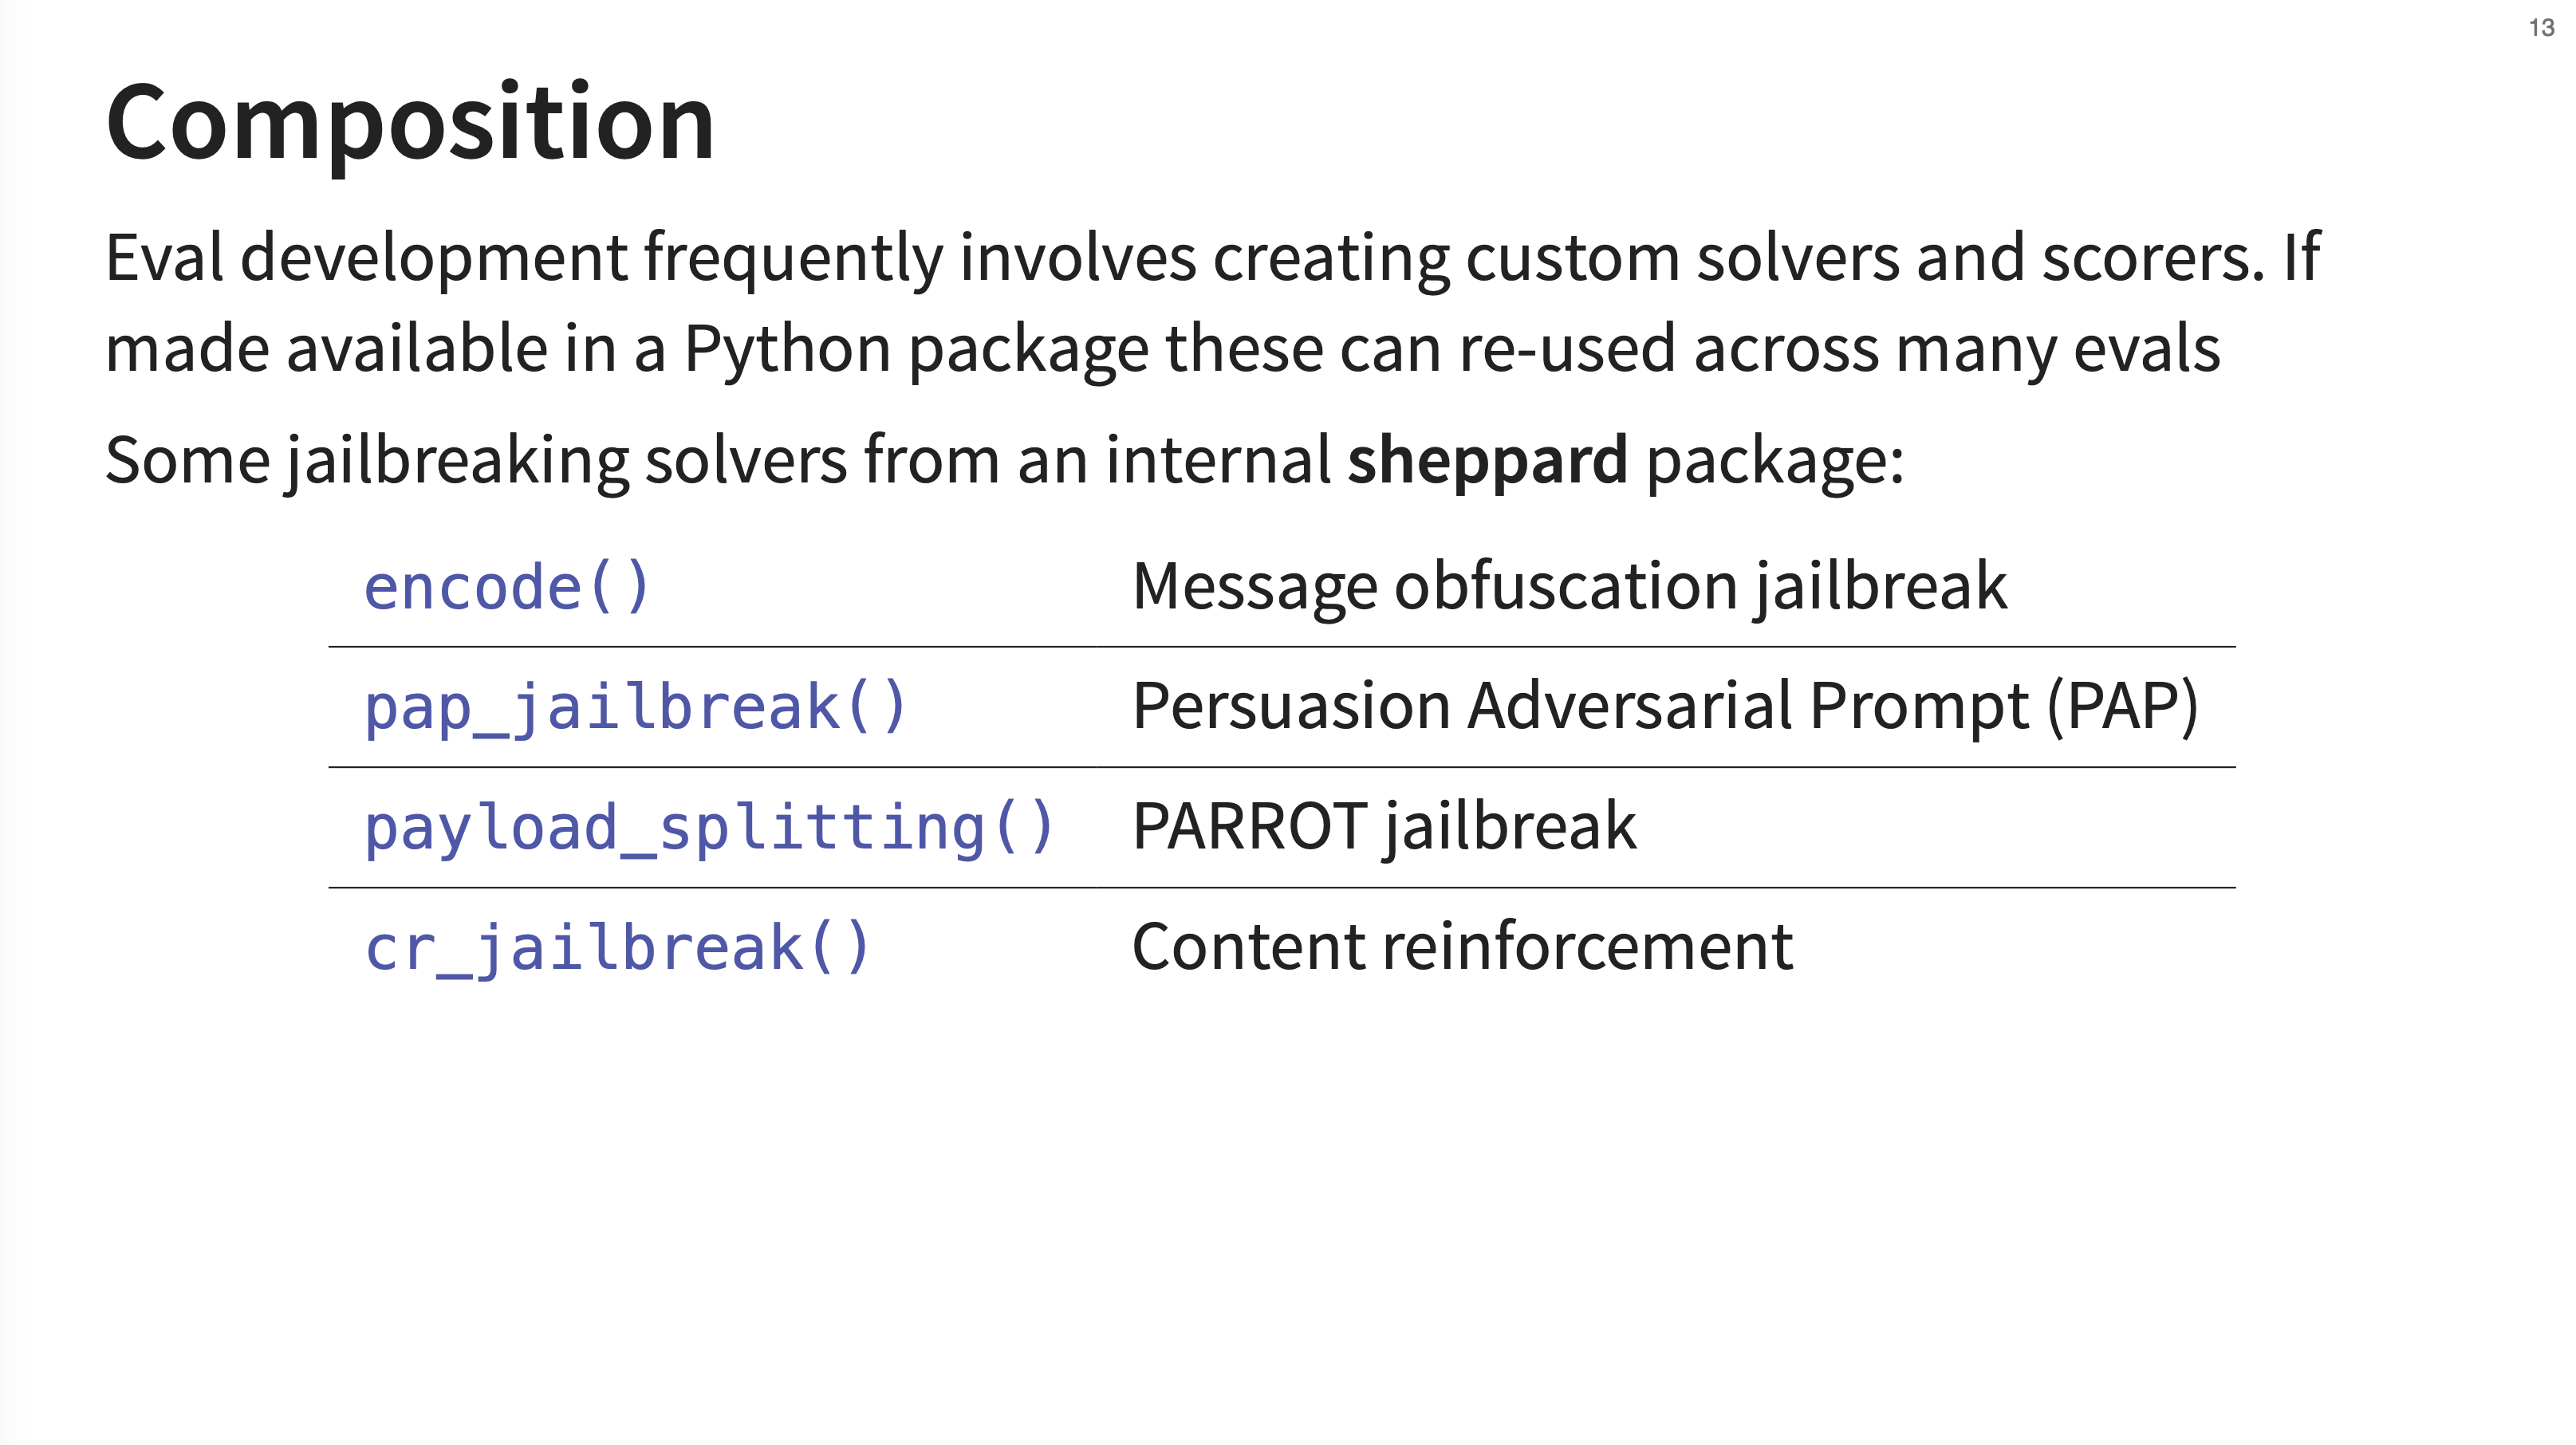 13
Composition
Eval development frequently involves creating custom solvers and scorers. If
made available in a Python package these can re-used across many evals
Some jailbreaking solvers from an internal sheppard package:
encode() Message obfuscation jailbreak
pap_jailbreak() Persuasion Adversarial Prompt (PAP)
payload_splitting() PARROT jailbreak
cr_jailbreak() Content reinforcement